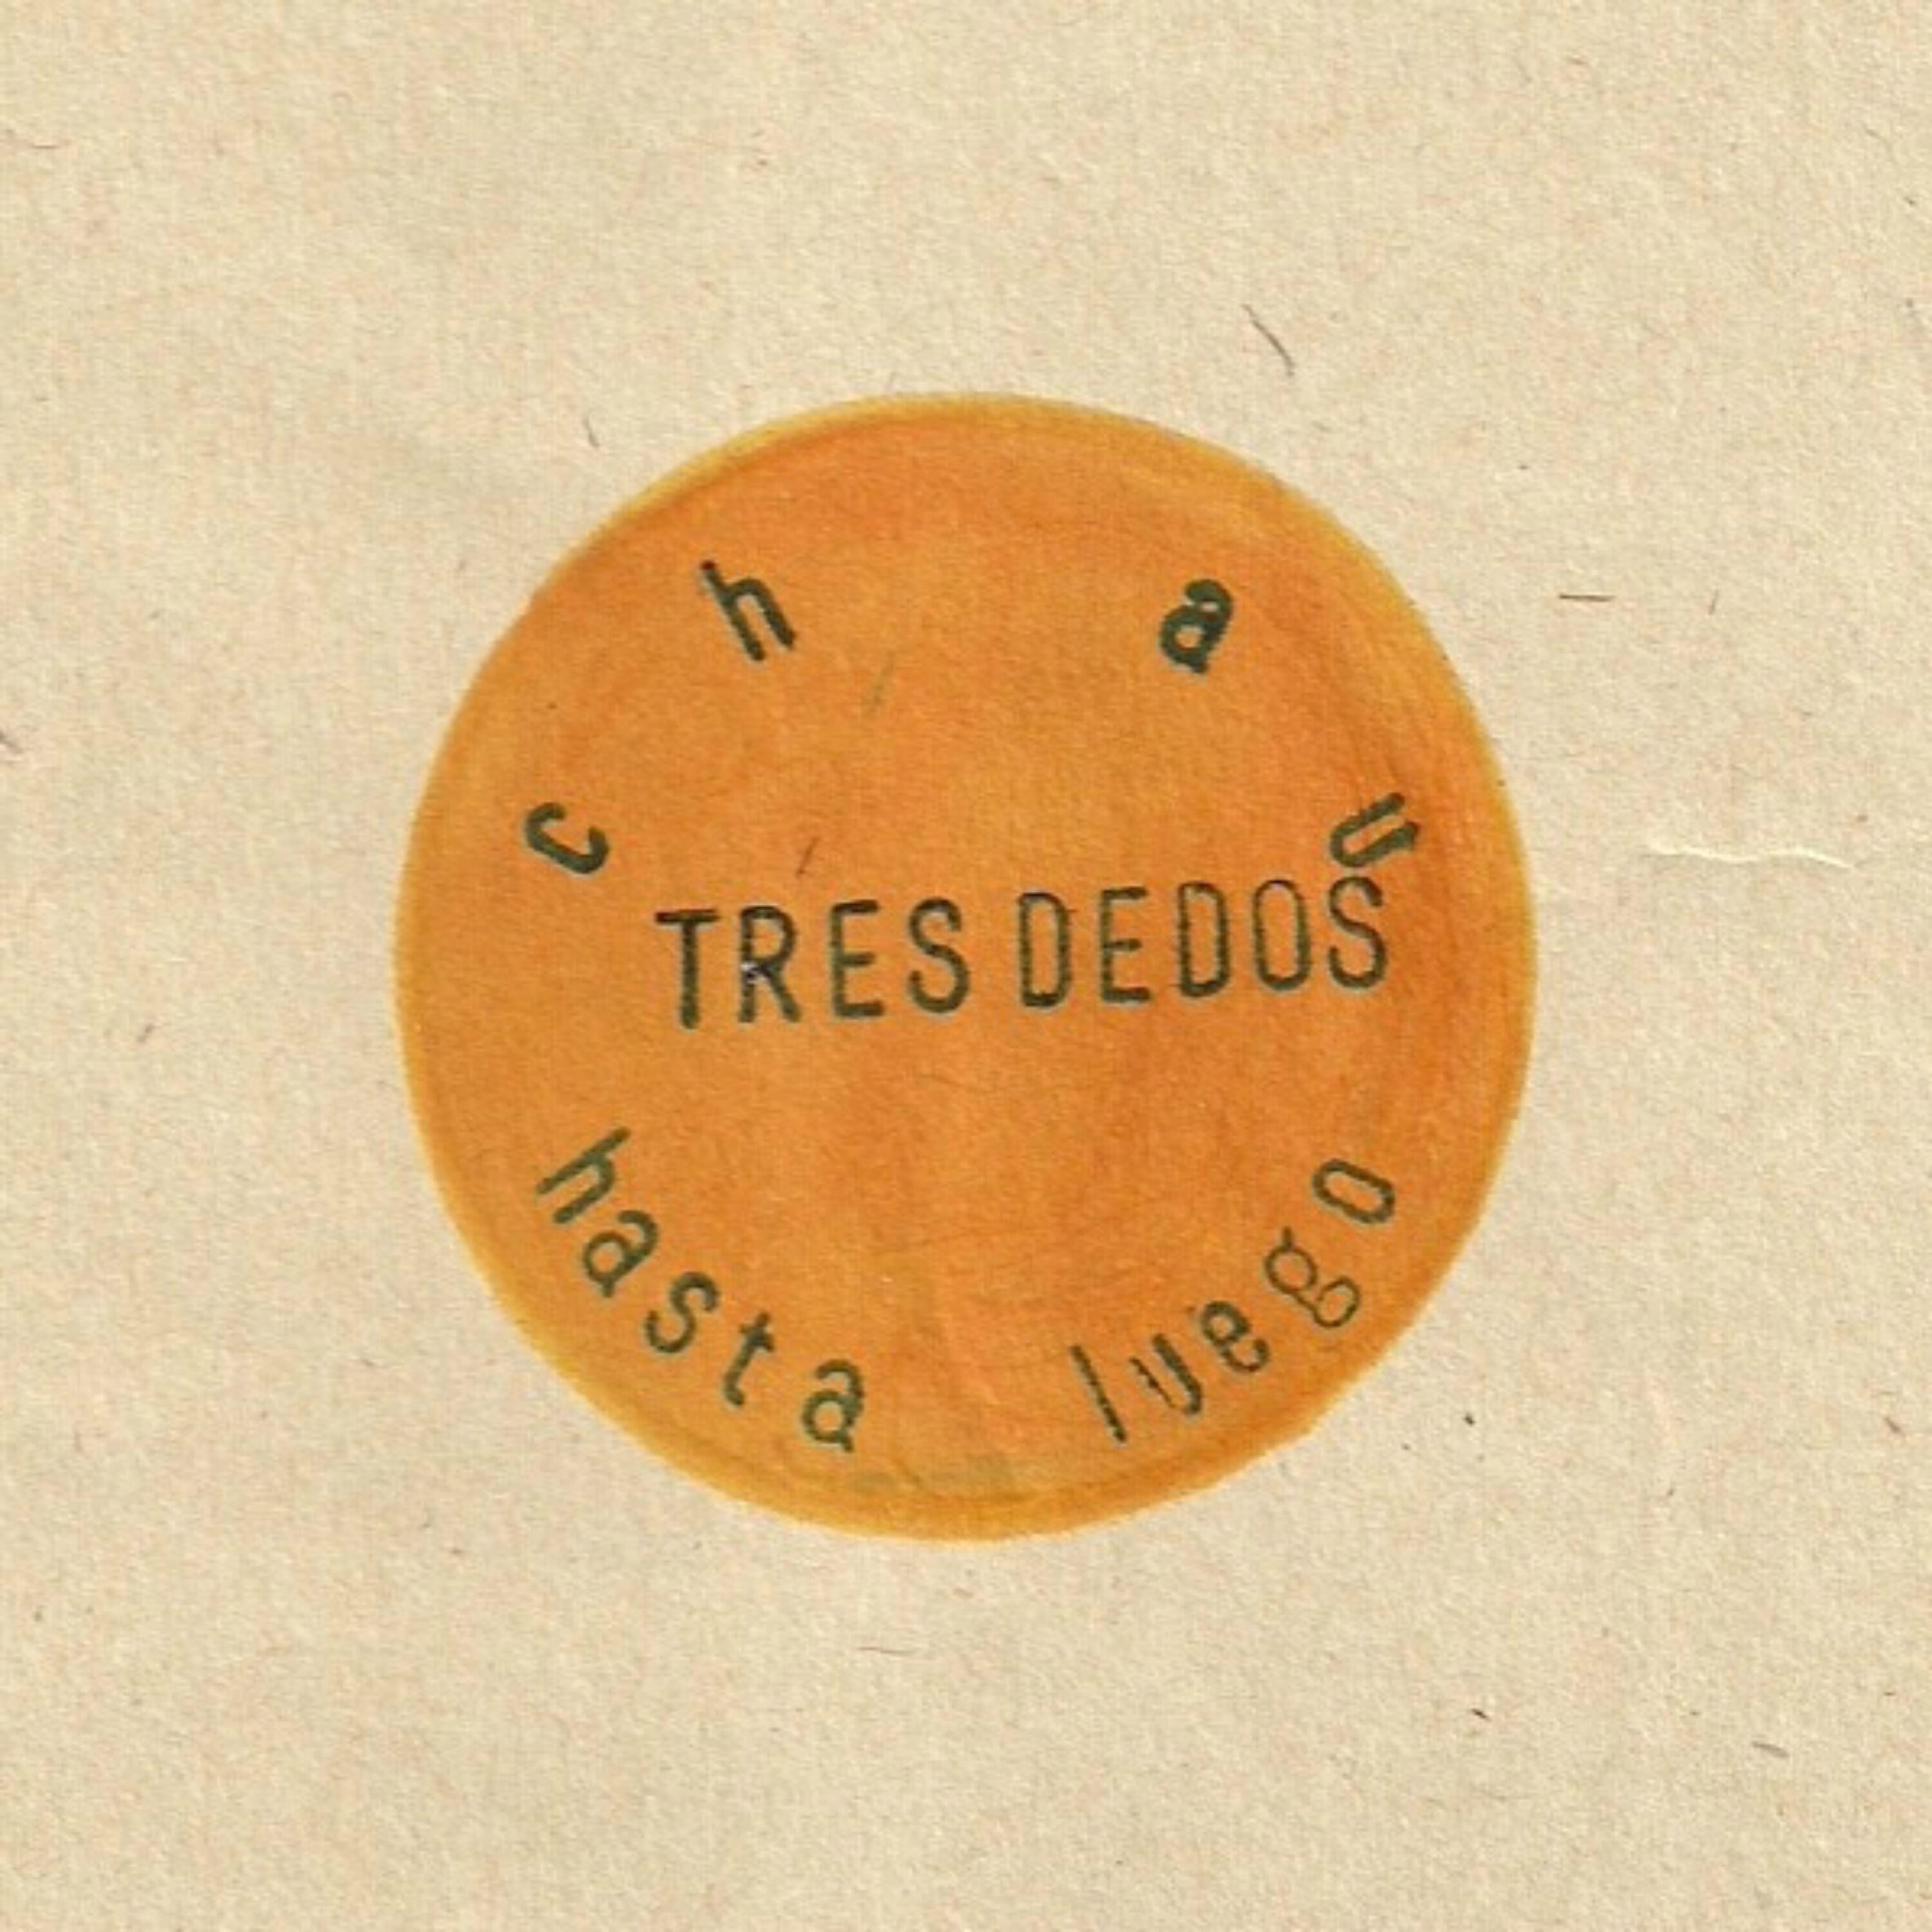 chau
TRES DEDOS
hasta luego